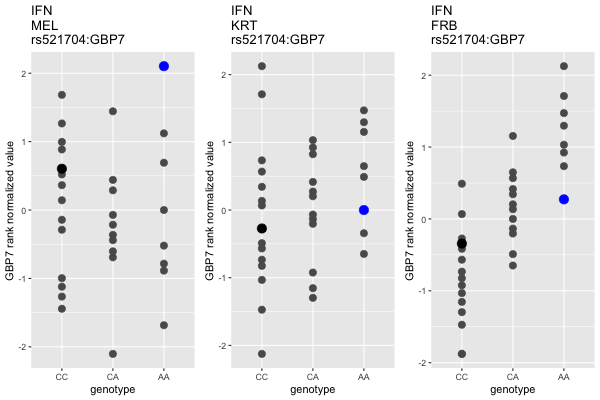 IFN
MEL
rs521704:GBP7
GBP7 rank normalized value
2
1
0
-1
-2
CC
CA
AA
genotype
IFN
KRT
rs521704:GBP7
GBP7 rank normalized value
2
1
0
-1
-2
CC
CA
AA
genotype
IFN
FRB
rs521704:GBP7
GBP7 rank normalized value
2
1
0
-1
-2
CC
CA
AA
genotype